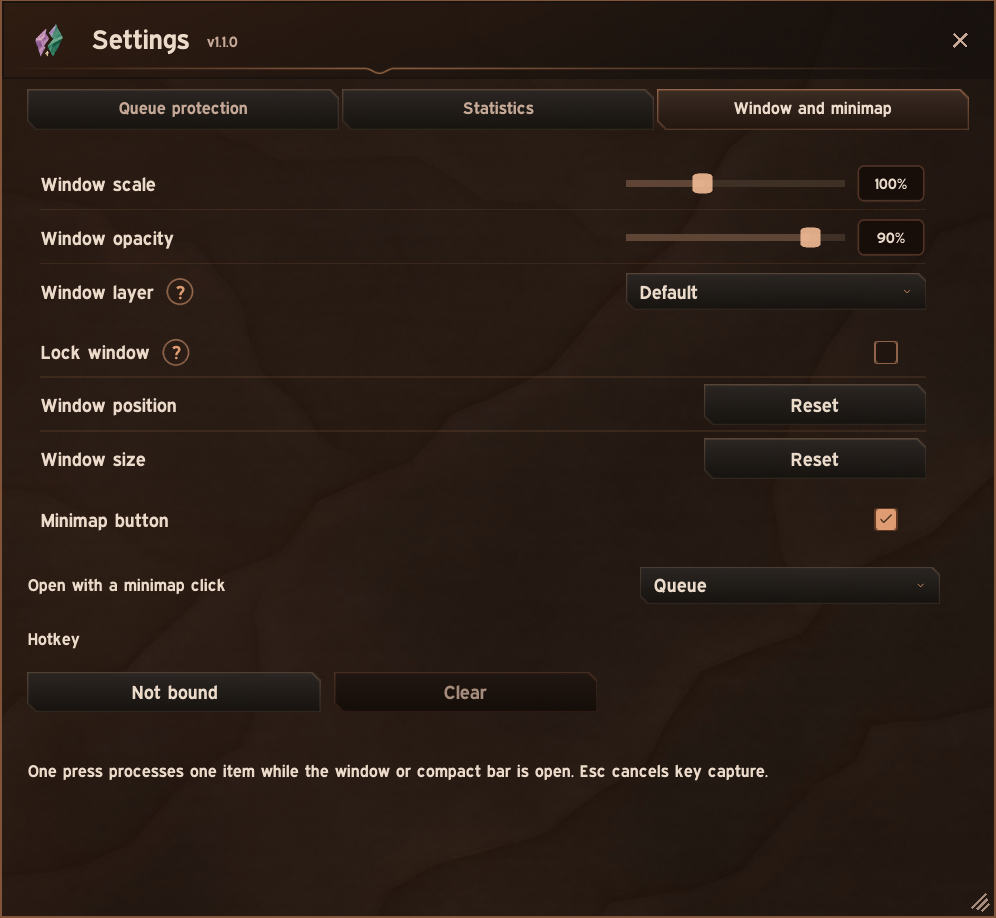 Settings v1.1.0
Queue protection
Statistics
Window and minimap
Window scale
100%
Window opacity
90%
Window layer ?
Default
Lock window ?
Window position
Reset
Window size
Reset
Minimap button
Open with a minimap click
Queue
Hotkey
Not bound
Clear
One press processes one item while the window or compact bar is open. Esc cancels key capture.